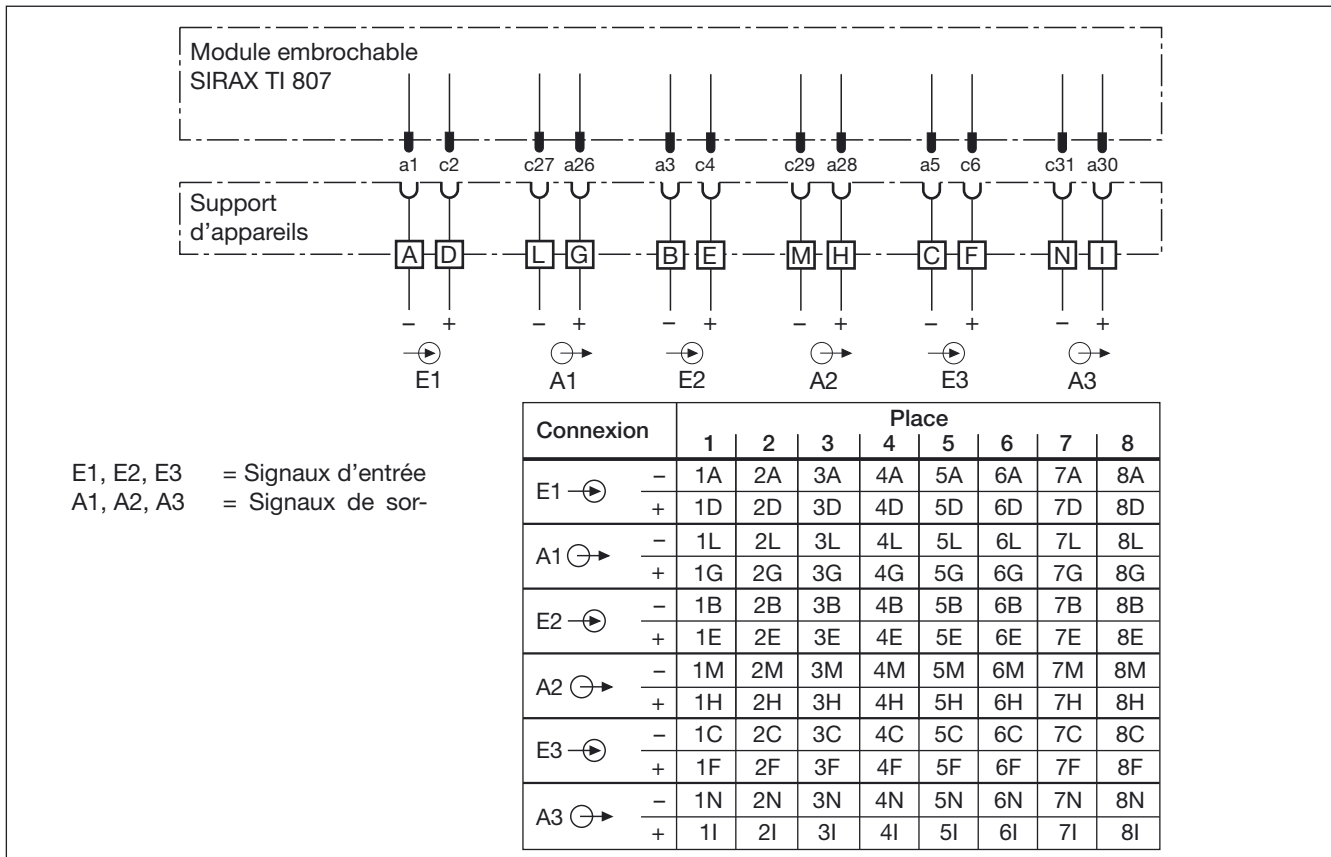 Module embrochable
SIRAX TI 807
a1 c2 c27 a26 a3 c4 c29 a28 a5 c6 c31 a30
Support
d'appareils
A D L G B E M H C F N I
– + – + – + – + – + – +
E1 A1 E2 A2 E3 A3
E1, E2, E3 = Signaux d'entrée
A1, A2, A3 = Signaux de sor-
Connexion Place
1 2 3 4 5 6 7 8
E1 – 1A 2A 3A 4A 5A 6A 7A 8A
+ 1D 2D 3D 4D 5D 6D 7D 8D
A1 – 1L 2L 3L 4L 5L 6L 7L 8L
+ 1G 2G 3G 4G 5G 6G 7G 8G
E2 – 1B 2B 3B 4B 5B 6B 7B 8B
+ 1E 2E 3E 4E 5E 6E 7E 8E
A2 – 1M 2M 3M 4M 5M 6M 7M 8M
+ 1H 2H 3H 4H 5H 6H 7H 8H
E3 – 1C 2C 3C 4C 5C 6C 7C 8C
+ 1F 2F 3F 4F 5F 6F 7F 8F
A3 – 1N 2N 3N 4N 5N 6N 7N 8N
+ 1I 2I 3I 4I 5I 6I 7I 8I